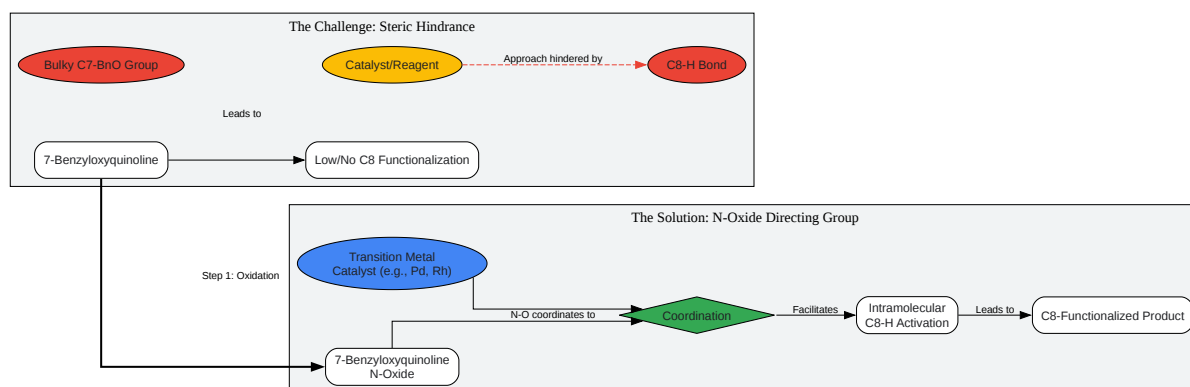 The Challenge: Steric Hindrance
Bulky C7-BnO Group
Catalyst/Reagent
Approach hindered by
C8-H Bond
Leads to
7-Benzyloxyquinoline
Low/No C8 Functionalization
The Solution: N-Oxide Directing Group
Step 1: Oxidation
Transition Metal
Catalyst (e.g., Pd, Rh)
N-O coordinates to
Coordination
Facilitates
Intramolecular
C8-H Activation
Leads to
C8-Functionalized Product
7-Benzyloxyquinoline
N-Oxide